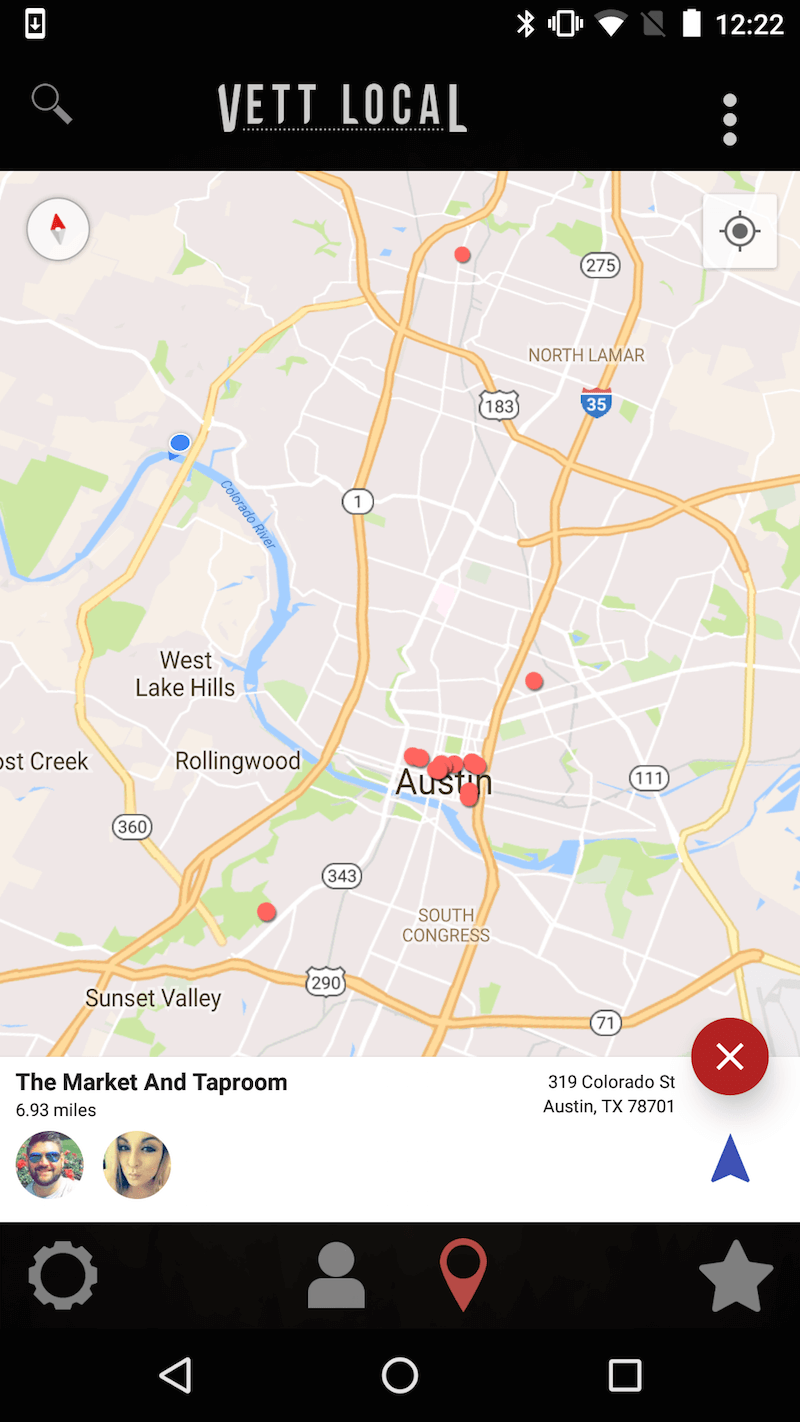 12:22
VETT LOCAL
275
NORTH LAMAR
183
35
1
Colorado River
West
Lake Hills
ost Creek
Rollingwood
Austin
111
360
343
SOUTH
CONGRESS
290
Sunset Valley
71
The Market And Taproom
6.93 miles
319 Colorado St
Austin, TX 78701